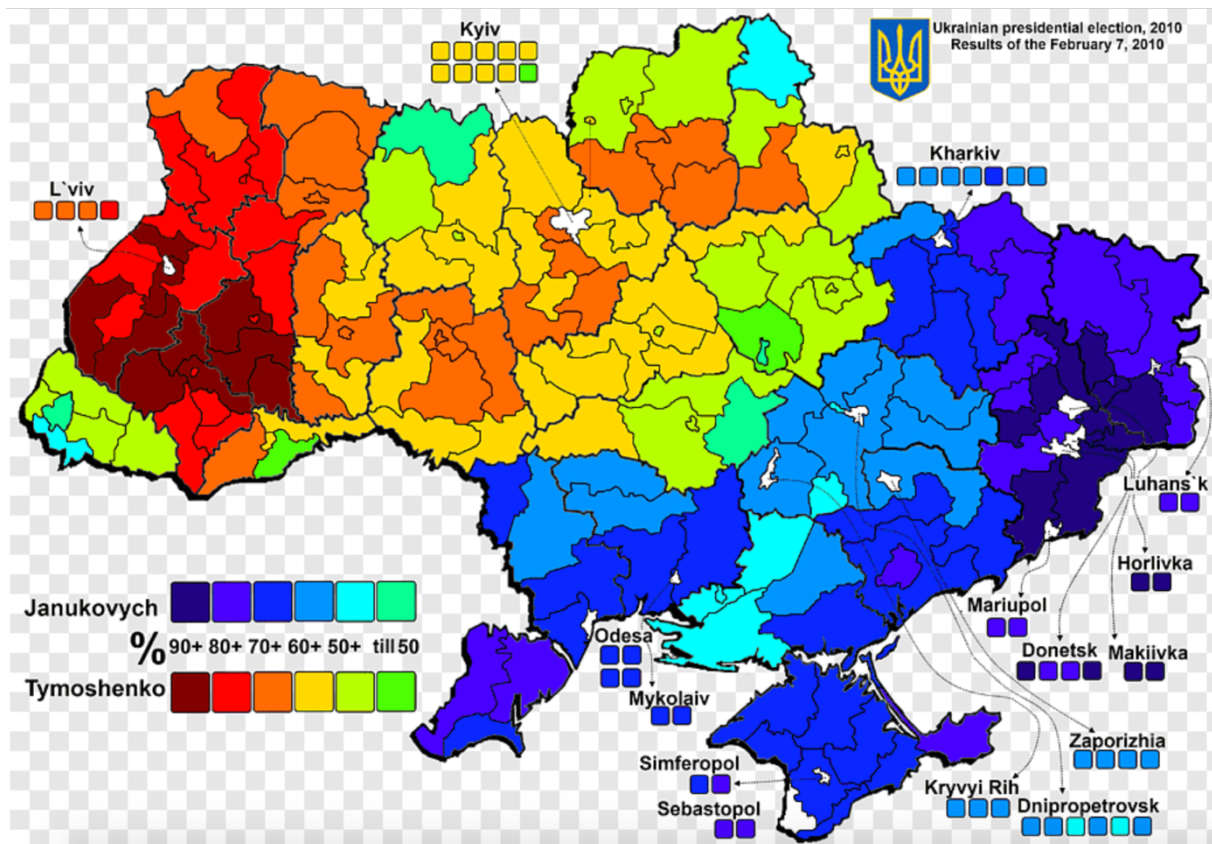 Ukrainian presidential election, 2010
Results of the February 7, 2010
Kyiv
Kharkiv
L`viv
Luhans`k
Horlivka
Mariupol
Donetsk
Makiivka
Odesa
Mykolaiv
Zaporizhia
Simferopol
Kryvyi Rih
Sebastopol
Dnipropetrovsk
Janukovych
% 90+ 80+ 70+ 60+ 50+ till 50
Tymoshenko